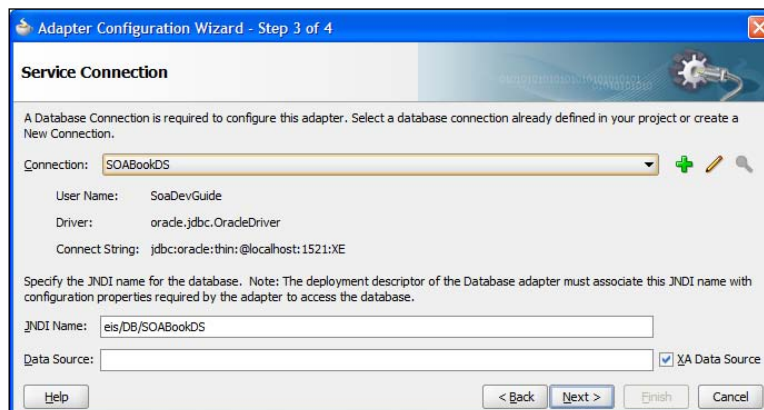 Adapter Configuration Wizard - Step 3 of 4
Service Connection
A Database Connection is required to configure this adapter. Select a database connection already defined in your project or create a
New Connection.
Connection: SOABookDS
User Name: SoaDevGuide
Driver: oracle.jdbc.OracleDriver
Connect String: jdbc:oracle:thin:@localhost:1521:XE
Specify the JNDI name for the database. Note: The deployment descriptor of the Database adapter must associate this JNDI name with
configuration properties required by the adapter to access the database.
JNDI Name: eis/DB/SOABookDS
Data Source: XA Data Source
Help < Back Next > Finish Cancel